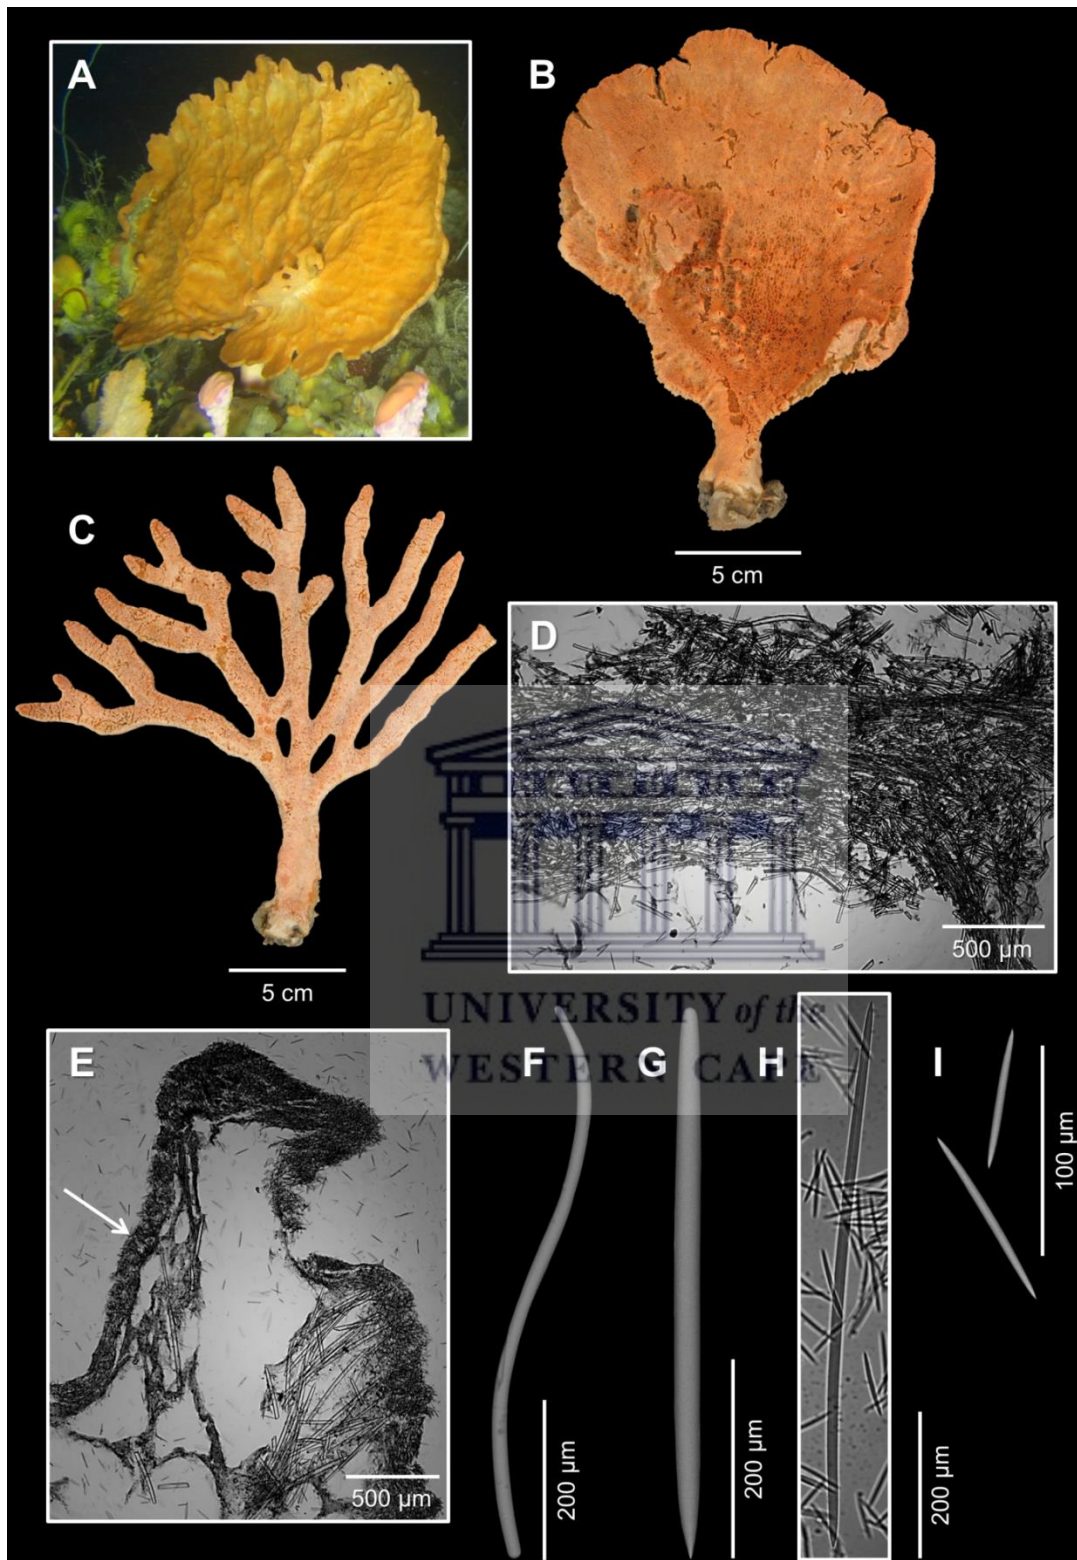 A
B
5 cm
C
5 cm
D
500 µm
UNIVERSITY of the
WESTERN CAPE
E
500 µm
F
200 µm
G
200 µm
H
200 µm
I
100 µm